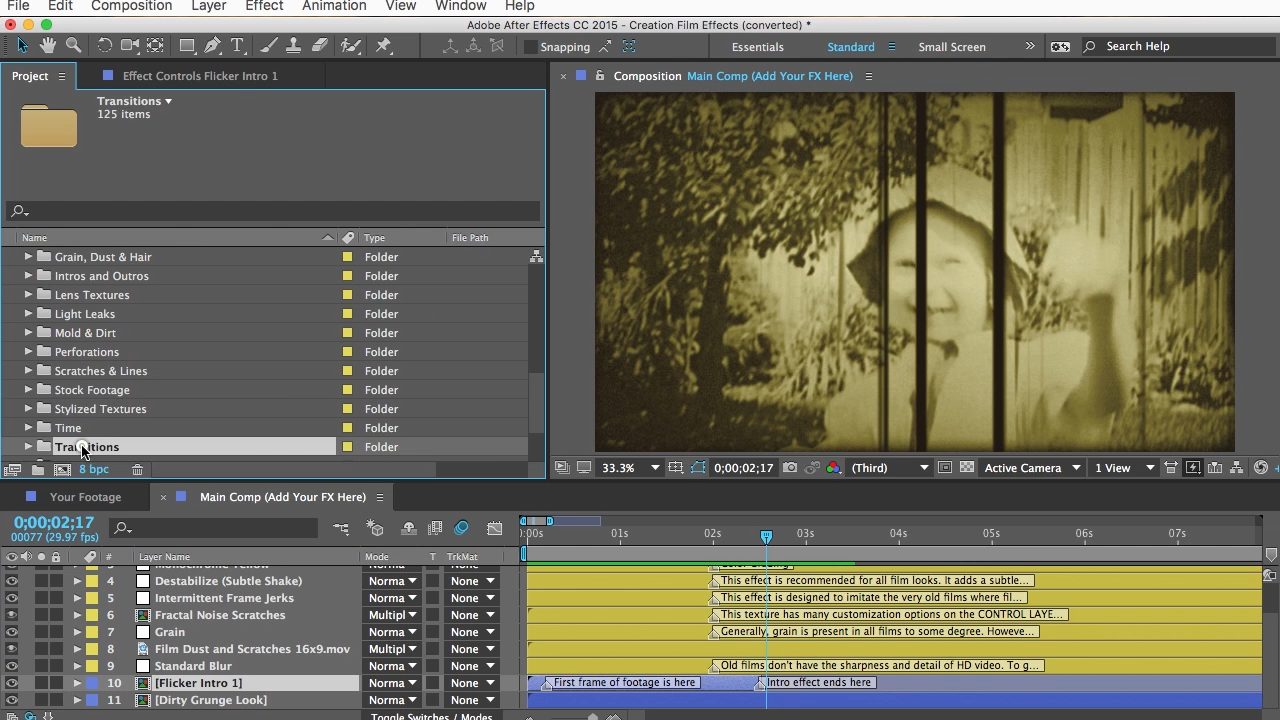 File Edit Composition Layer Effect Animation View Window Help
Adobe After Effects CC 2015 - Creation Film Effects (converted) *
Snapping Essentials Standard Small Screen Search Help
Project Effect Controls Flicker Intro 1
Composition Main Comp (Add Your FX Here)
Transitions
125 items
Name Type File Path
Grain, Dust & Hair Folder
Intros and Outros Folder
Lens Textures Folder
Light Leaks Folder
Mold & Dirt Folder
Perforations Folder
Scratches & Lines Folder
Stock Footage Folder
Stylized Textures Folder
Time Folder
Transitions Folder
8 bpc
33.3% 0;00;02;17 (Third) Active Camera 1 View
Your Footage Main Comp (Add Your FX Here)
0;00;02;17
00077 (29.97 fps)
):00s 01s 02s 03s 04s 05s 06s 07s
# Layer Name Mode T TrkMat
4 Destabilize (Subtle Shake) Norma None This effect is recommended for all film looks. It adds a subtle...
5 Intermittent Frame Jerks Norma None This effect is designed to imitate the very old films where fil...
6 Fractal Noise Scratches Multipl None This texture has many customization options on the CONTROL LAYE...
7 Grain Norma None Generally, grain is present in all films to some degree. Howeve...
8 Film Dust and Scratches 16x9.mov Multipl None
9 Standard Blur Norma None Old films don't have the sharpness and detail of HD video. To g...
10 [Flicker Intro 1] Norma None First frame of footage is here Intro effect ends here
11 [Dirty Grunge Look] Norma None
Toggle Switches / Modes